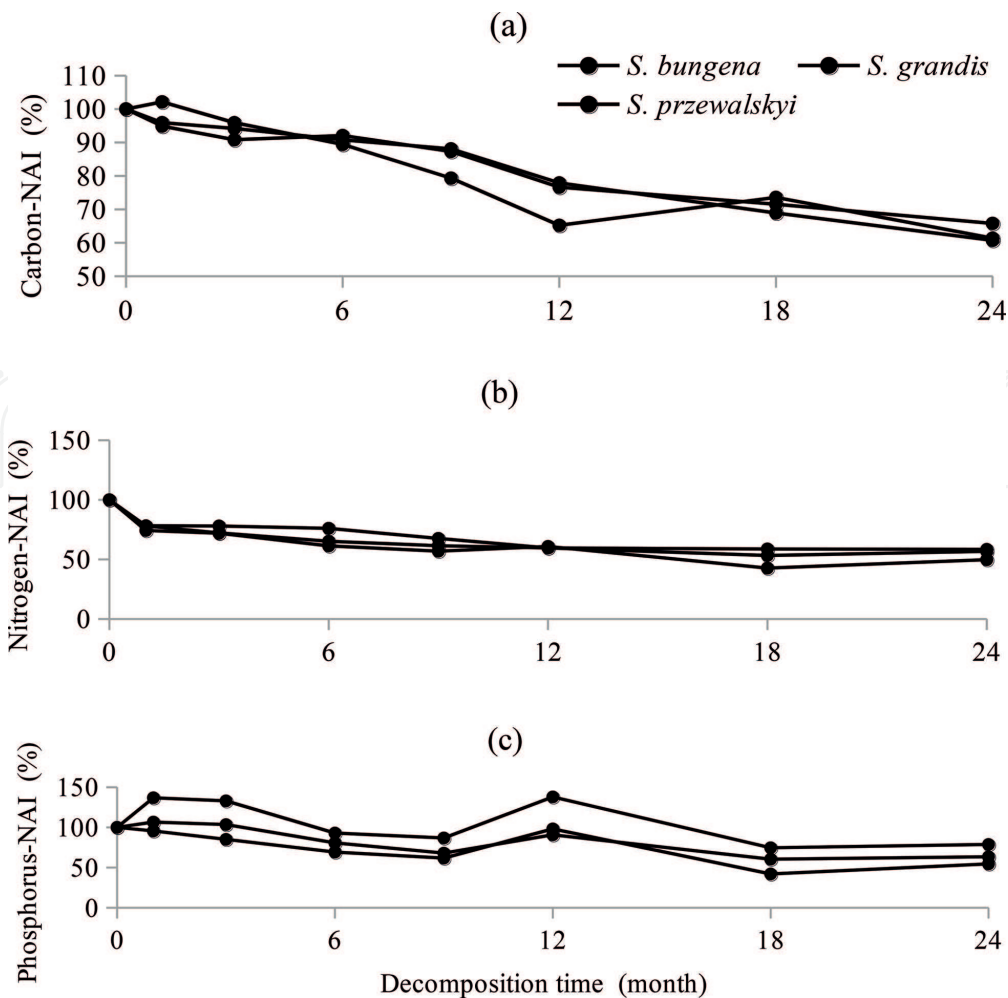 (a)
S. bungena
S. grandis
S. przewalskyi
Carbon-NAI (%)
110
100
90
80
70
60
50
0 6 12 18 24
(b)
Nitrogen-NAI (%)
150
100
50
0
0 6 12 18 24
(c)
Phosphorus-NAI (%)
150
100
50
0
0 6 12 18 24
Decomposition time (month)